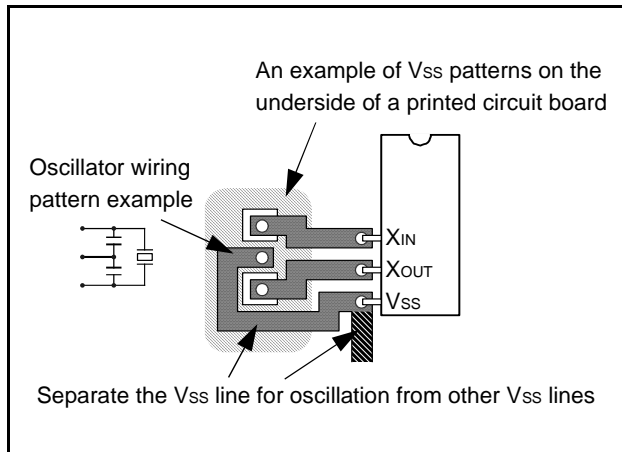 An example of VSS patterns on the
underside of a printed circuit board
Oscillator wiring
pattern example
XIN
XOUT
VSS
Separate the VSS line for oscillation from other VSS lines